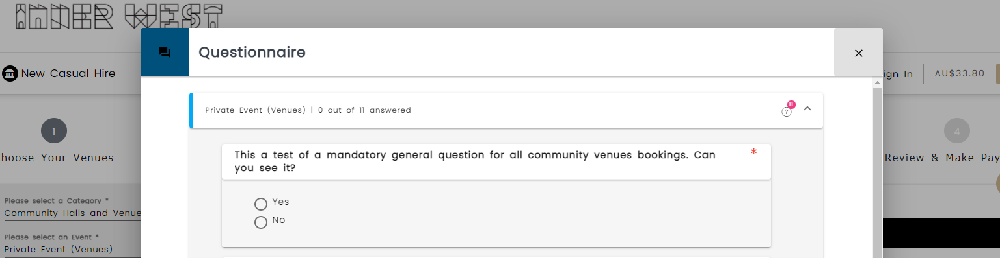 INNER WEST
Questionnaire
New Casual Hire
ign In
AU$33.80
Private Event (Venues) | 0 out of 11 answered
11
?
1
4
hoose Your Venues
Review & Make Pay
This a test of a mandatory general question for all community venues bookings. Can
you see it?
*
Please select a Category *
Community Halls and Venue
Yes
No
Please select an Event *
Private Event (Venues)